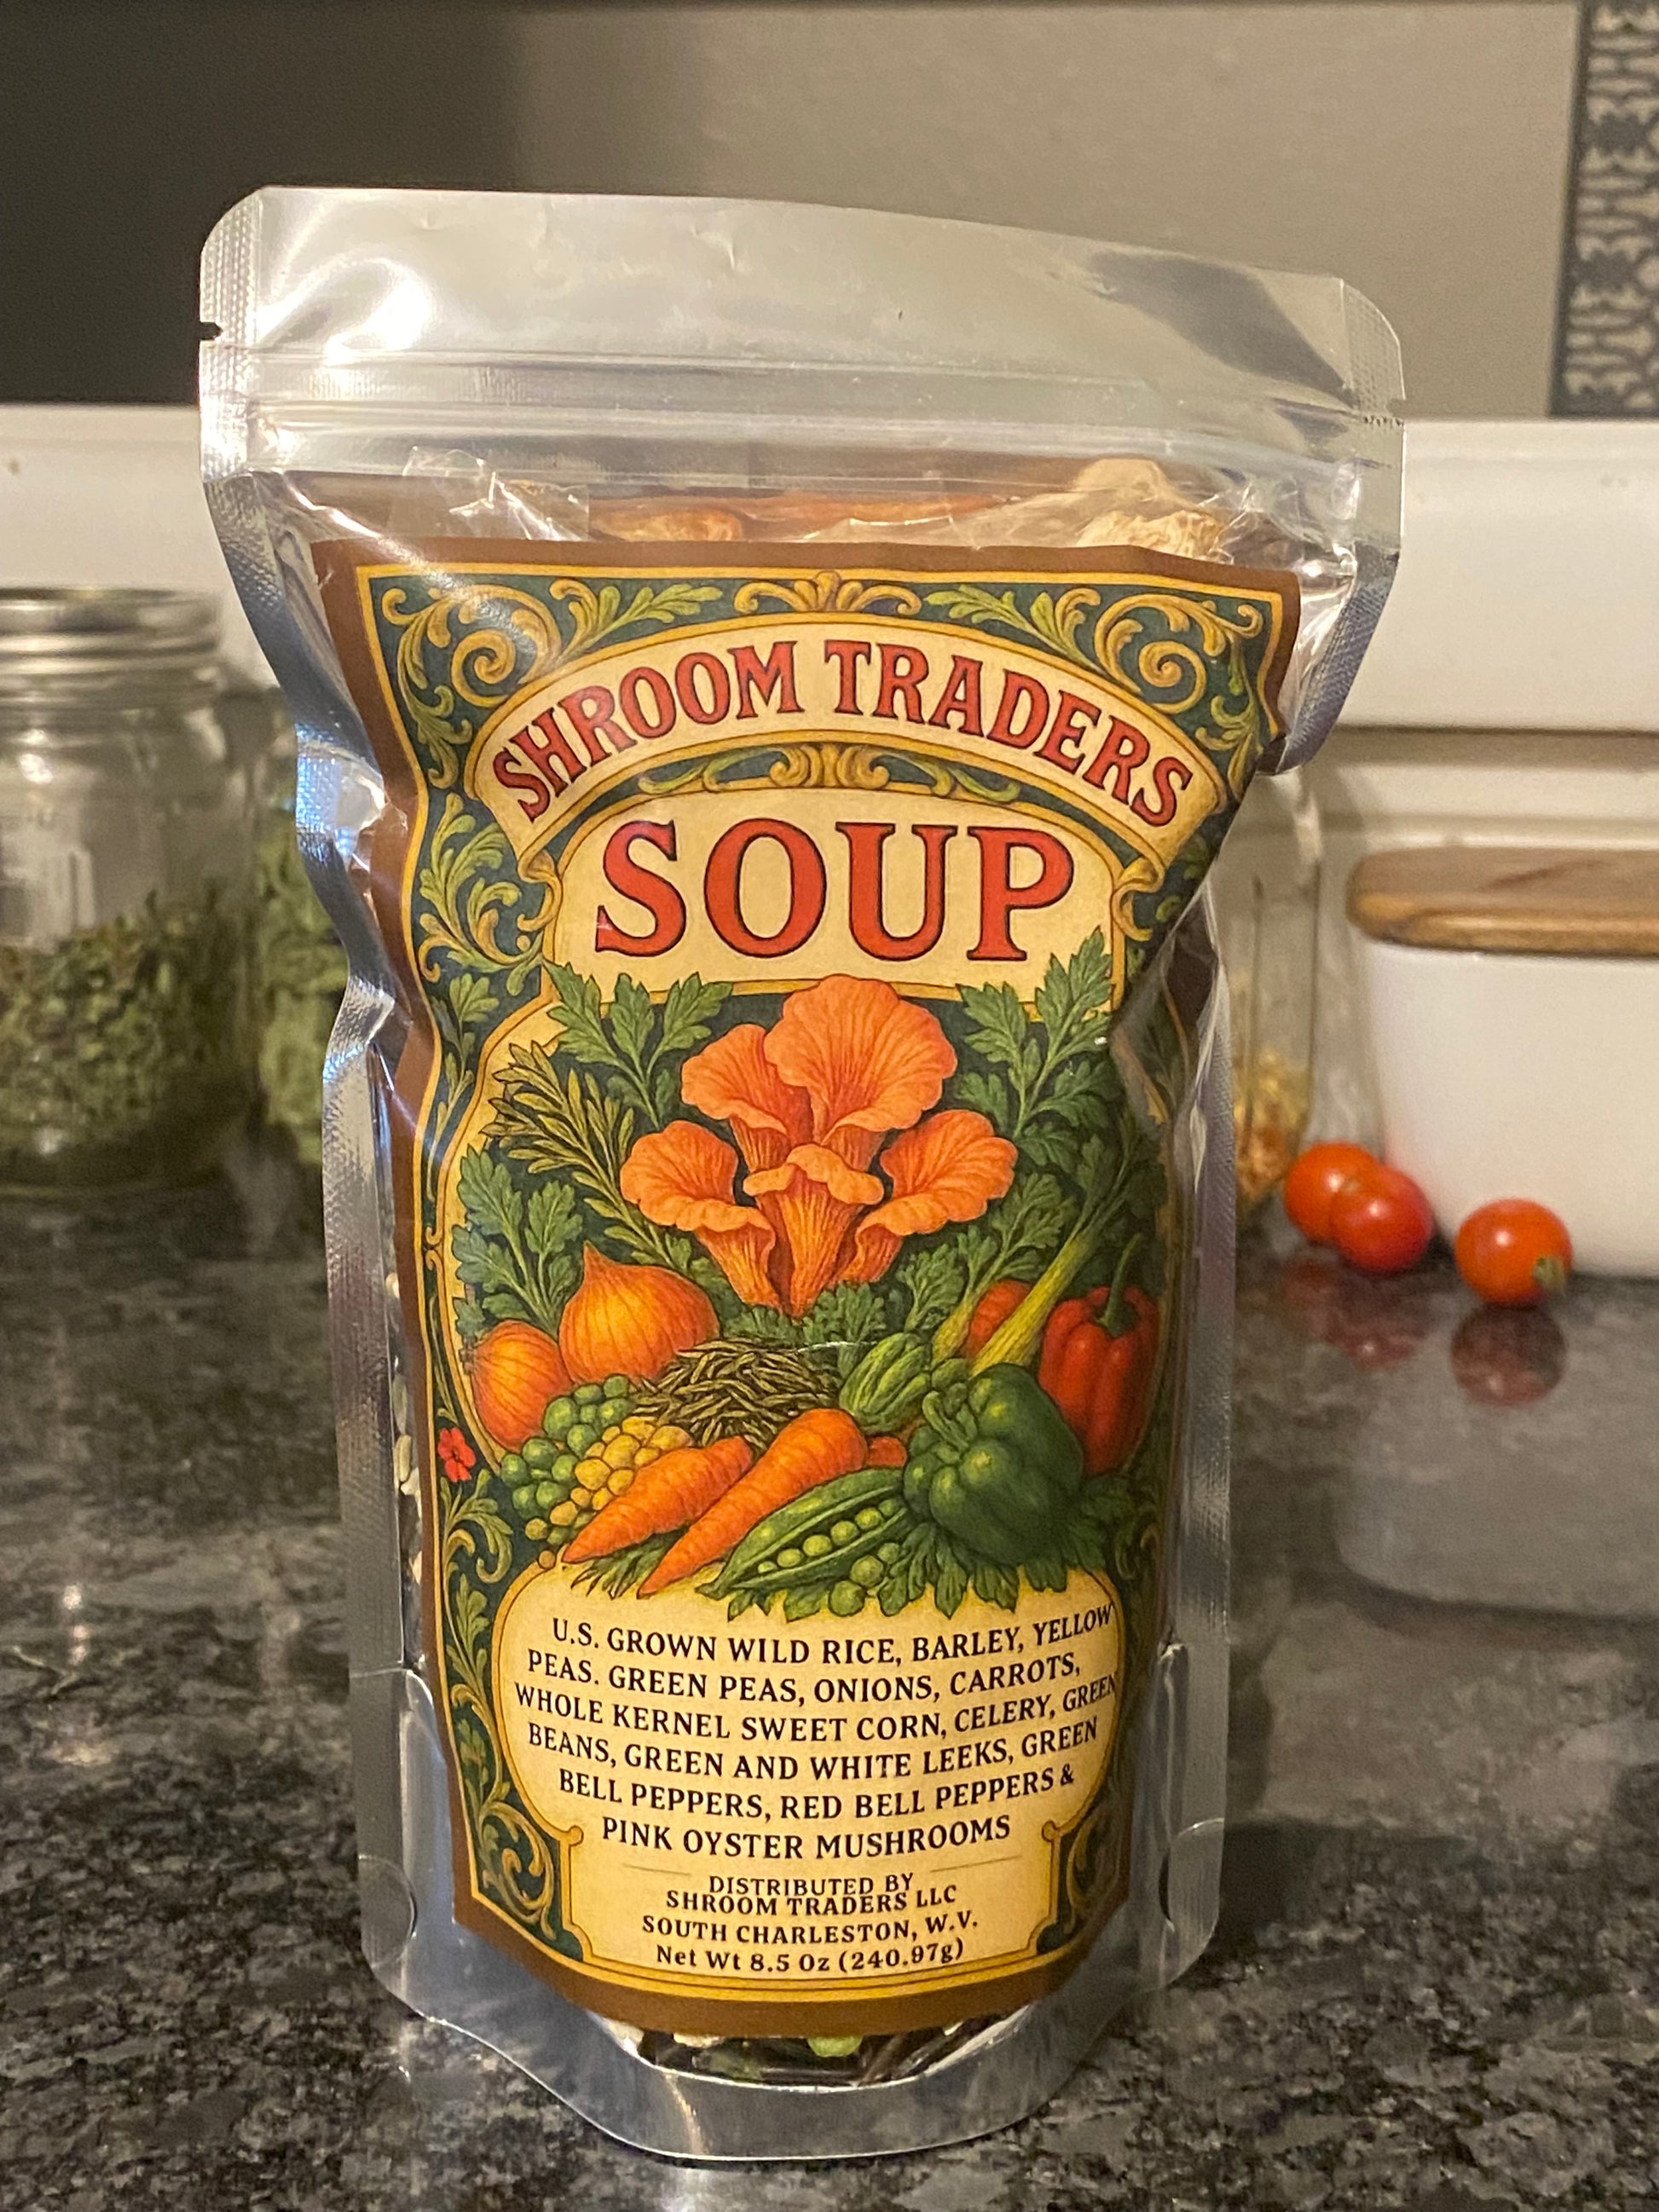 SHROOM TRADERS
SOUP
U.S. GROWN WILD RICE, BARLEY, YELLOW
PEAS. GREEN PEAS, ONIONS, CARROTS,
WHOLE KERNEL SWEET CORN, CELERY, GREEN
BEANS, GREEN AND WHITE LEEKS, GREEN
BELL PEPPERS, RED BELL PEPPERS &
PINK OYSTER MUSHROOMS
DISTRIBUTED BY
SHROOM TRADERS LLC
SOUTH CHARLESTON, W.V.
Net Wt 8.5 Oz (240.97g)